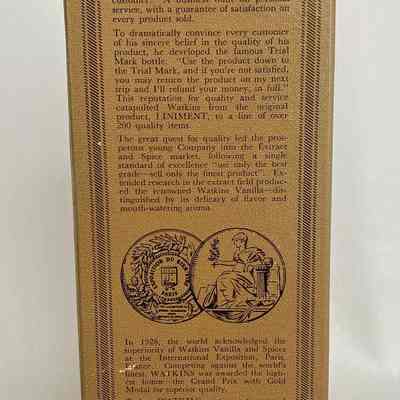 customer. A business built on personal
service, with a guarantee of satisfaction on
every product sold.
To dramatically convince every customer
of his sincere belief in the quality of his
product, he developed the famous Trial
Mark bottle. "Use the product down to
the Trial Mark, and if you're not satisfied,
you may return the product on my next
trip and I'll refund your money, in full."
This reputation for quality and service
catapulted Watkins from the original
product, LINIMENT, to a line of over
200 quality items.
The great quest for quality led the pros-
perous young Company into the Extract
and Spice market, following a single
standard of excellence "use only the best
grade—sell only the finest product". Ex-
tended research in the extract field produc-
ed the renowned Watkins Vanilla—dis-
tinguished by its delicacy of flavor and
mouth-watering aroma.
PARIS
In 1928, the world acknowledged the
superiority of Watkins Vanilla and Spices
at the International Exposition, Paris,
France. Competing against the world's
finest, WATKINS was awarded the high-
est honor—the Grand Prix with Gold
Medal for superior quality.